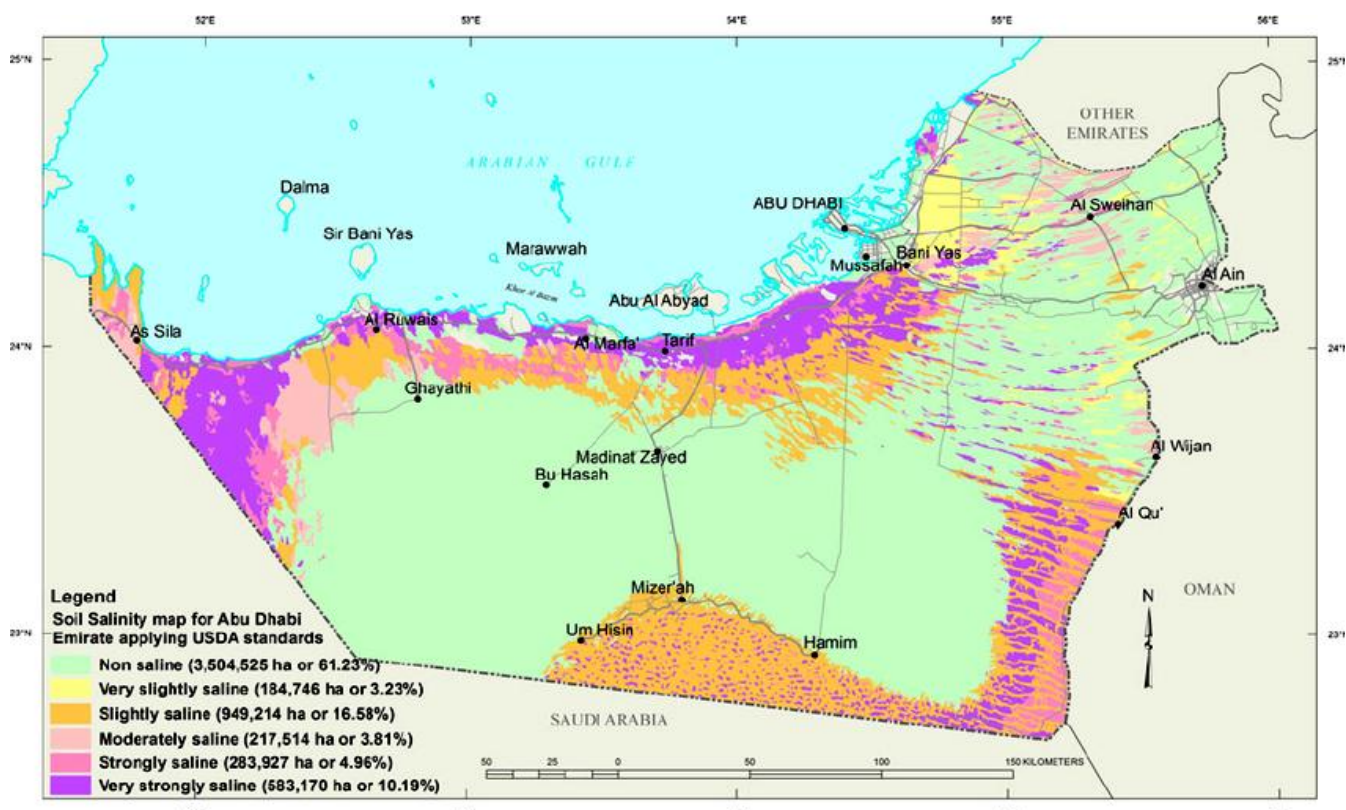 52°E
53°E
54°E
55°E
56°E
25°N
25°N
OTHER
EMIRATES
ARABIAN GULF
Dalma
ABU DHABI
Al Sweihan
Sir Bani Yas
Marawwah
Bani Yas
Mussafah
Al Ain
Abu Al Abyad
Al Ruwais
As Sila
24°N
Al Marfa'
Tarif
24°N
Ghayathi
Madinat Zayed
Al Wijan
Bu Hasah
Al Qu'
Mizer'ah
OMAN
N
23°N
Um Hisin
Hamim
23°N
SAUDI ARABIA
Legend
Soil Salinity map for Abu Dhabi
Emirate applying USDA standards
Non saline (3,504,525 ha or 61.23%)
Very slightly saline (184,746 ha or 3.23%)
Slightly saline (949,214 ha or 16.58%)
Moderately saline (217,514 ha or 3.81%)
Strongly saline (283,927 ha or 4.96%)
Very strongly saline (583,170 ha or 10.19%)
50 25 0 50 100 150 KILOMETERS
52°E
53°E
54°E
55°E
56°E